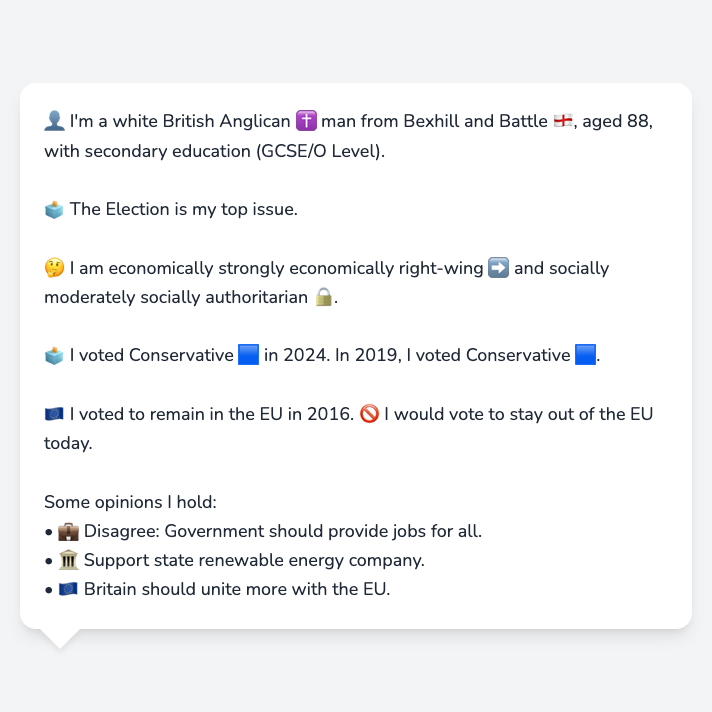 👤 I'm a white British Anglican ✝️ man from Bexhill and Battle 🏴󠁧󠁢󠁥󠁮󠁧󠁿, aged 88,
with secondary education (GCSE/O Level).
🗳️ The Election is my top issue.
🤔 I am economically strongly economically right-wing ➡️ and socially
moderately socially authoritarian 🔒.
🗳️ I voted Conservative 🟦 in 2024. In 2019, I voted Conservative 🟦.
🇪🇺 I voted to remain in the EU in 2016. 🚫 I would vote to stay out of the EU
today.
Some opinions I hold:
• 💼 Disagree: Government should provide jobs for all.
• 🏛️ Support state renewable energy company.
• 🇪🇺 Britain should unite more with the EU.